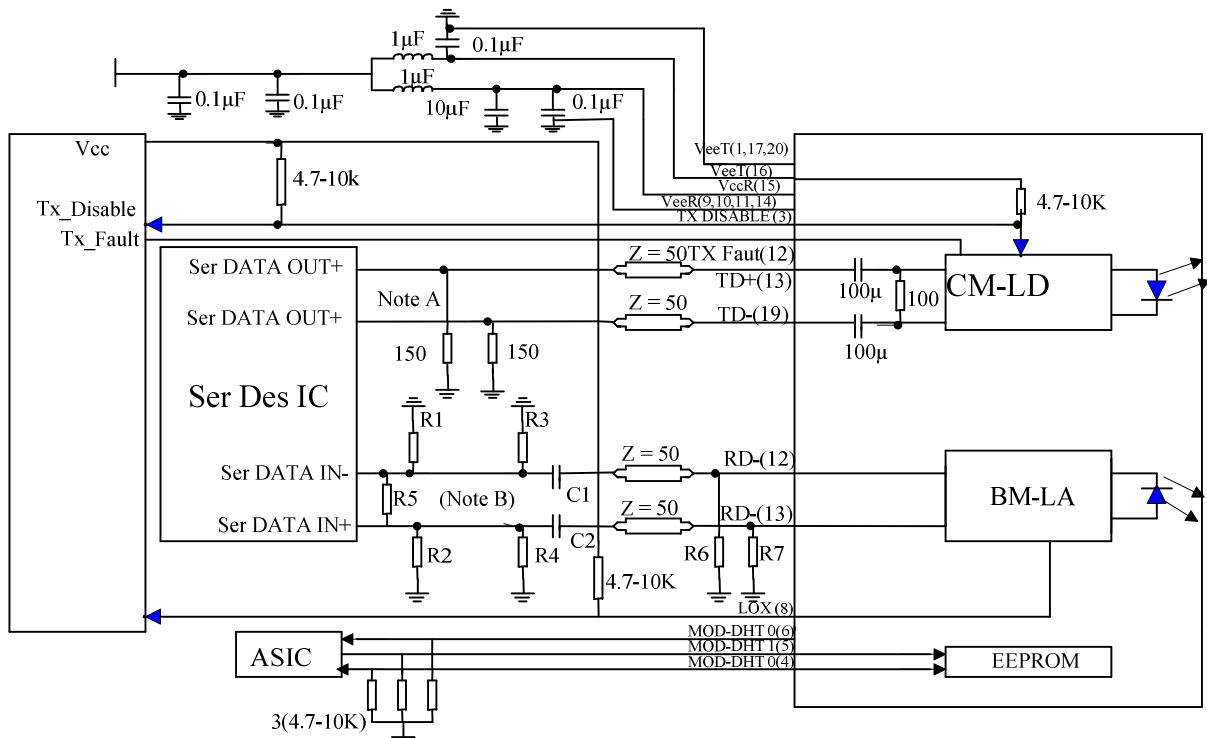 1μF
0.1μF
1μF
0.1μF
0.1μF
10μF
0.1μF
Vcc
VeeT(1,17,20)
4.7-10k
VeeT(16)
VccR(15)
VeeR(9,10,11,14)
4.7-10K
Tx_Disable
TX DISABLE(3)
Tx_Fault
Ser DATA OUT+
Z = 50
TX Faut(12)
TD+(13)
100μ
100
CM-LD
Note A
Ser DATA OUT+
Z = 50
TD-(19)
100μ
150
150
Ser Des IC
R1
R3
Z = 50
RD-(12)
Ser DATA IN-
C1
R5
(Note B)
BM-LA
Z = 50
RD-(13)
Ser DATA IN+
C2
R2
R4
R6
R7
4.7-10K
LOX (8)
MOD-DHT 0(6)
MOD-DHT 1(5)
MOD-DHT 0(4)
ASIC
EEPROM
3(4.7-10K)